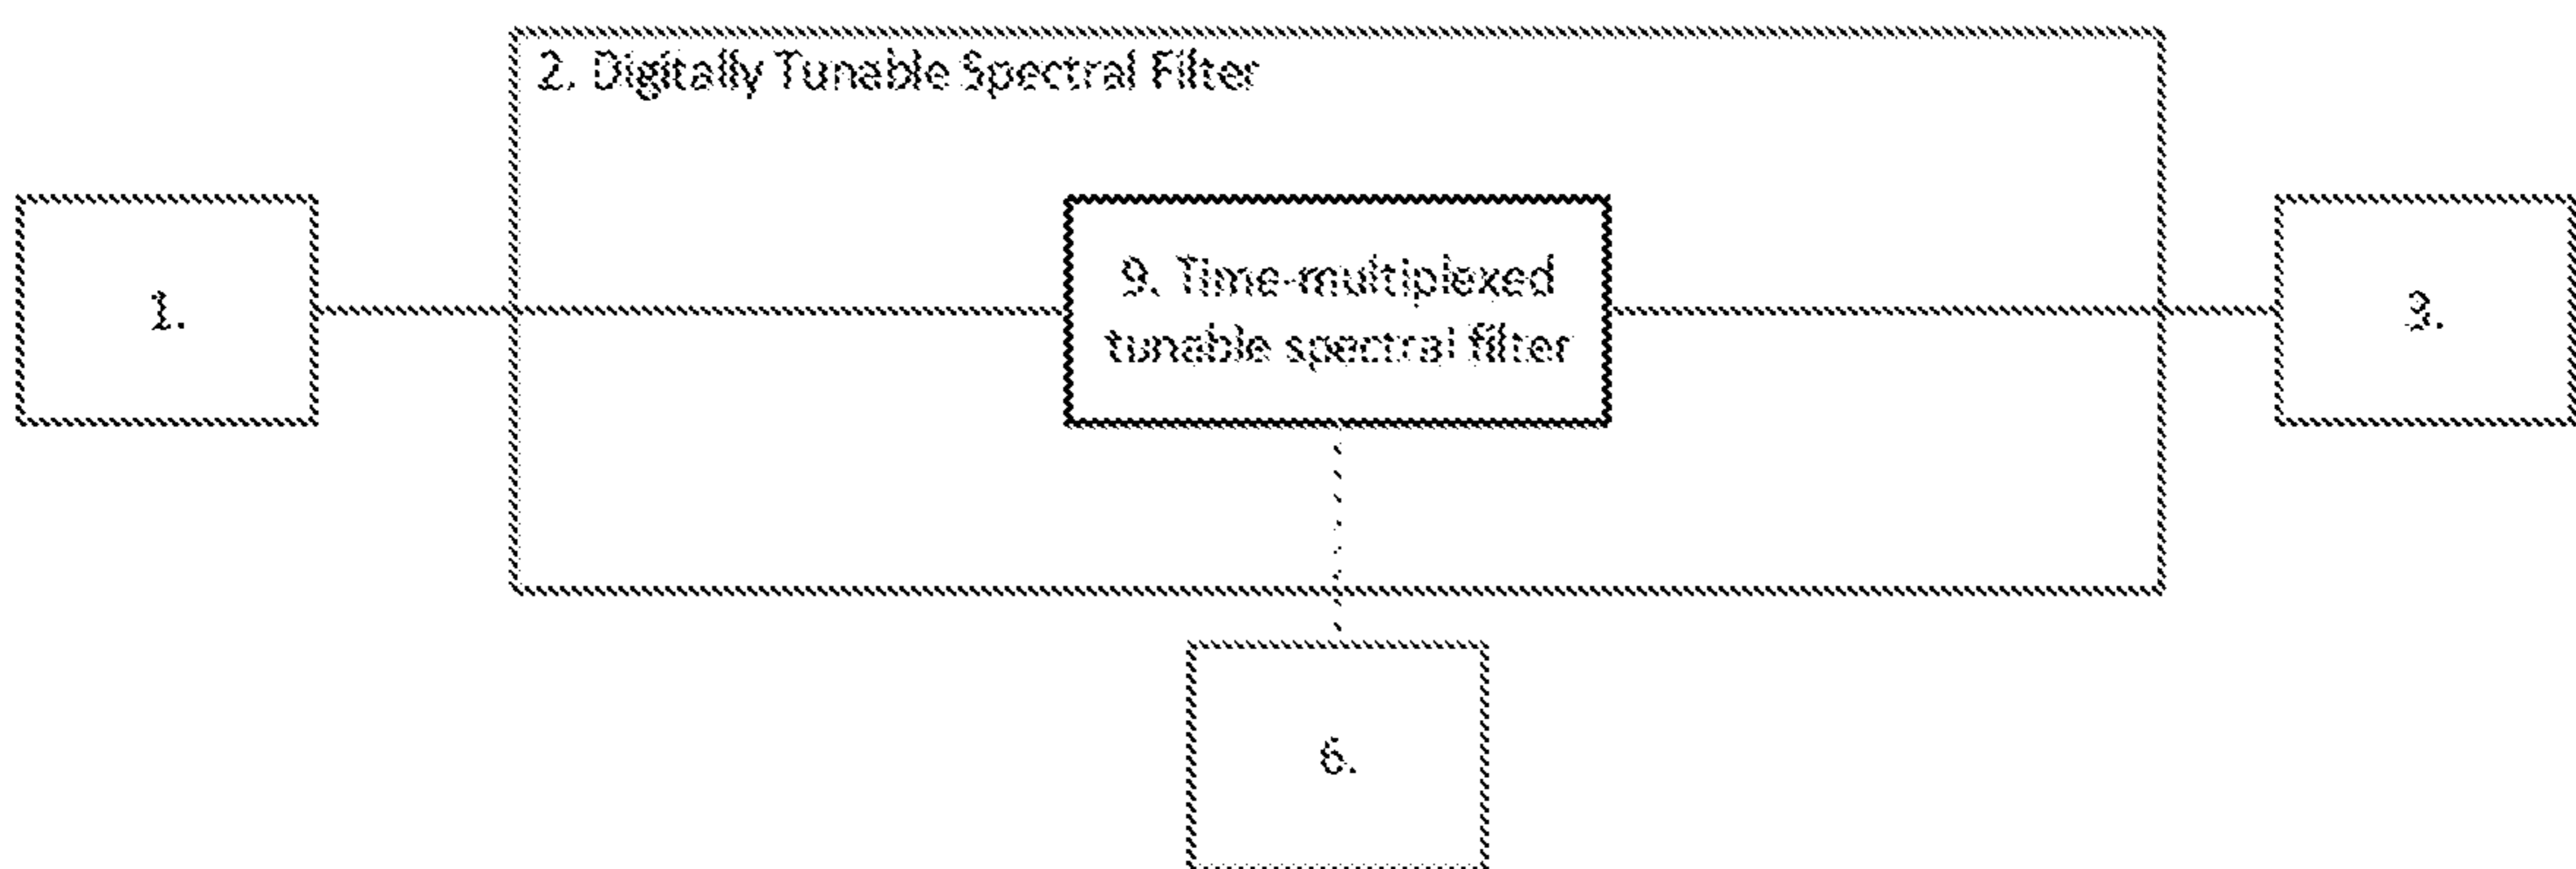 2. Digitally Tunable Spectral Filter
1.
9. Time-multiplexed
tunable spectral filter
3.
6.